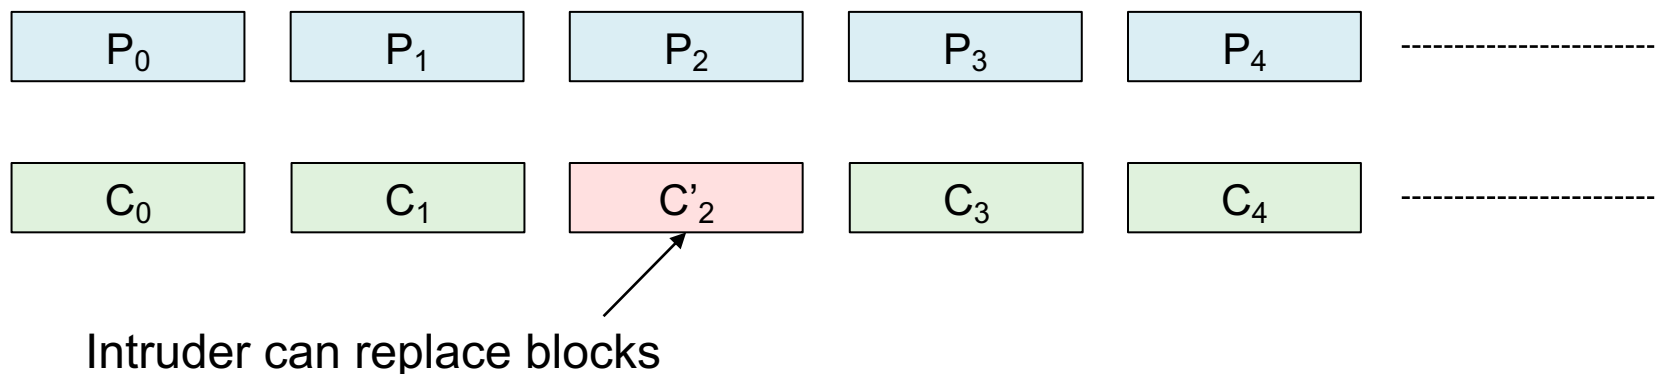 P₀ P₁ P₂ P₃ P₄ ----------------------
C₀ C₁ C’₂ C₃ C₄ ----------------------
Intruder can replace blocks